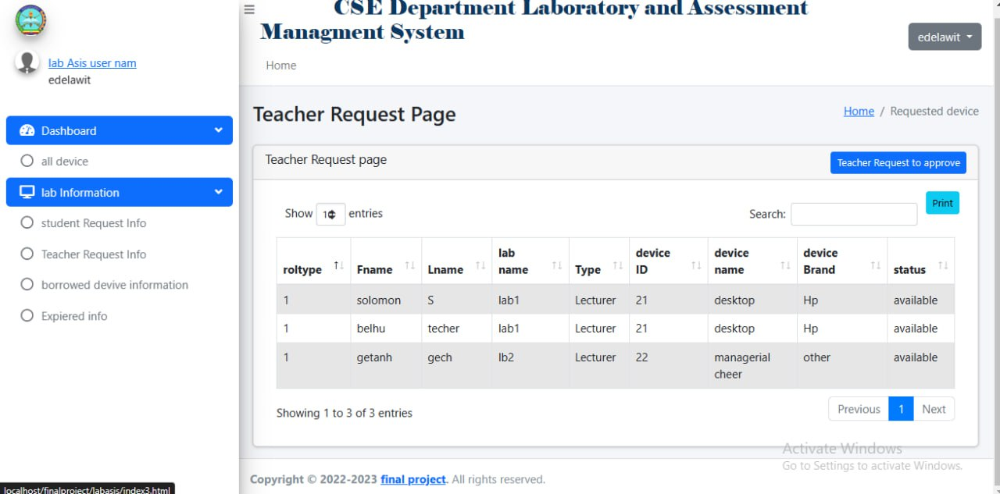 CSE Department Laboratory and Assessment
Managment System
edelawit
Home
lab Asis user nam
edelawit
Dashboard
all device
lab Information
student Request Info
Teacher Request Info
borrowed devive information
Expiered info
Teacher Request Page
Home / Requested device
Teacher Request page
Teacher Request to approve
Show 10 entries
Search:
Print
roltype Fname Lname lab name Type device ID device name device Brand status
1 solomon S lab1 Lecturer 21 desktop Hp available
1 belhu techer lab1 Lecturer 21 desktop Hp available
1 getanh gech lb2 Lecturer 22 managerial cheer other available
Showing 1 to 3 of 3 entries
Previous 1 Next
Activate Windows
Go to Settings to activate Windows.
Copyright © 2022-2023 final project. All rights reserved.
localhost/finalproject/labasis/index3.html